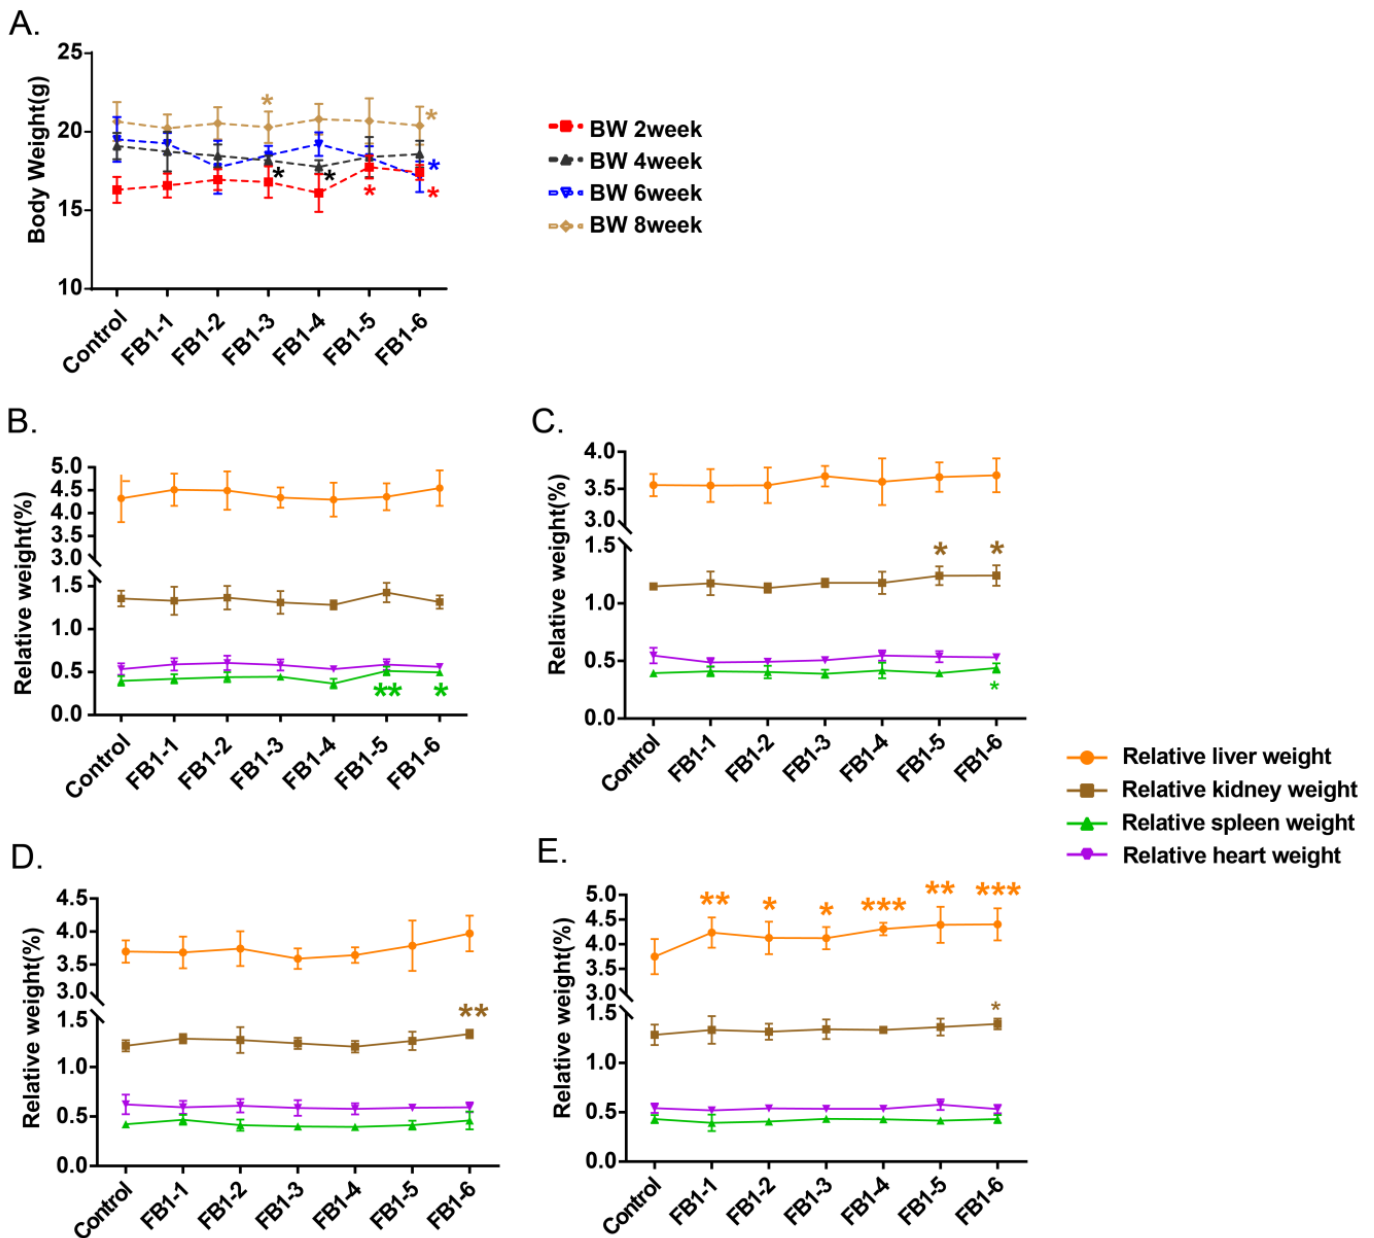 A.
Body Weight(g)
25
20
15
10
*
*
*
*
*
*
*
Control
FB1-1
FB1-2
FB1-3
FB1-4
FB1-5
FB1-6
BW 2week
BW 4week
BW 6week
BW 8week
B.
Relative weight(%)
5.0
4.5
4.0
3.5
3.0
1.5
1.0
0.5
0.0
**
*
Control
FB1-1
FB1-2
FB1-3
FB1-4
FB1-5
FB1-6
C.
Relative weight(%)
4.0
3.5
3.0
1.5
1.0
0.5
0.0
*
*
*
Control
FB1-1
FB1-2
FB1-3
FB1-4
FB1-5
FB1-6
Relative liver weight
Relative kidney weight
Relative spleen weight
Relative heart weight
D.
Relative weight(%)
4.5
4.0
3.5
3.0
1.5
1.0
0.5
0.0
**
Control
FB1-1
FB1-2
FB1-3
FB1-4
FB1-5
FB1-6
E.
Relative weight(%)
5.0
4.5
4.0
3.5
3.0
1.5
1.0
0.5
0.0
**
*
*
***
**
***
*
Control
FB1-1
FB1-2
FB1-3
FB1-4
FB1-5
FB1-6